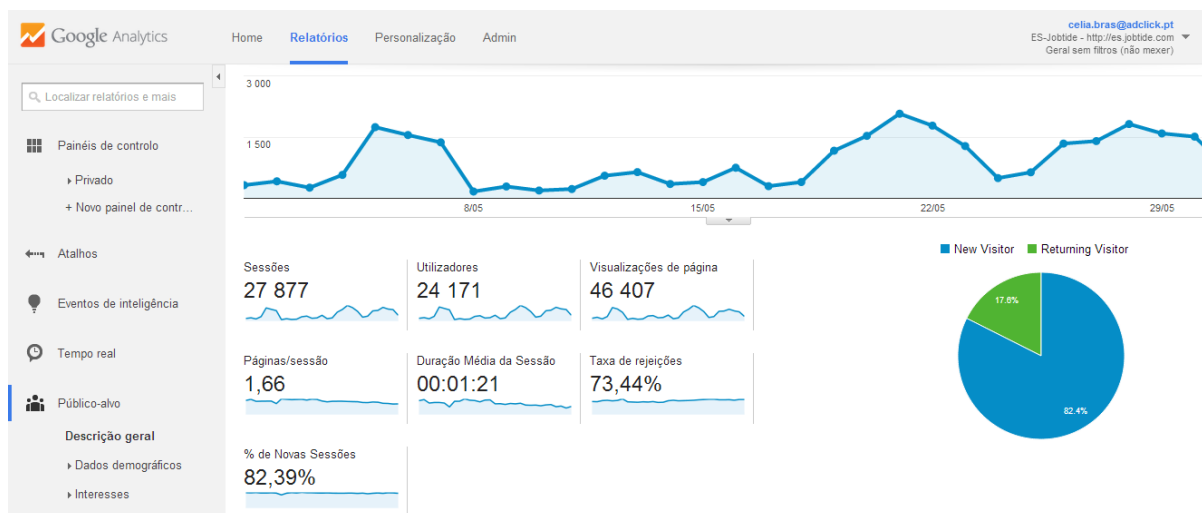 Google Analytics
Home Relatórios Personalização Admin
celia.bras@adclick.pt
ES-Jobtide - http://es.jobtide.com
Geral sem filtros (não mexer)
Localizar relatórios e mais
Painéis de controlo
Privado
+ Novo painel de contr...
Atalhos
Eventos de inteligência
Tempo real
Público-alvo
Descrição geral
Dados demográficos
Interesses
3 000
1 500
8/05 15/05 22/05 29/05
Sessões
27 877
Utilizadores
24 171
Visualizações de página
46 407
Páginas/sessão
1,66
Duração Média da Sessão
00:01:21
Taxa de rejeições
73,44%
% de Novas Sessões
82,39%
New Visitor Returning Visitor
17.6%
82.4%